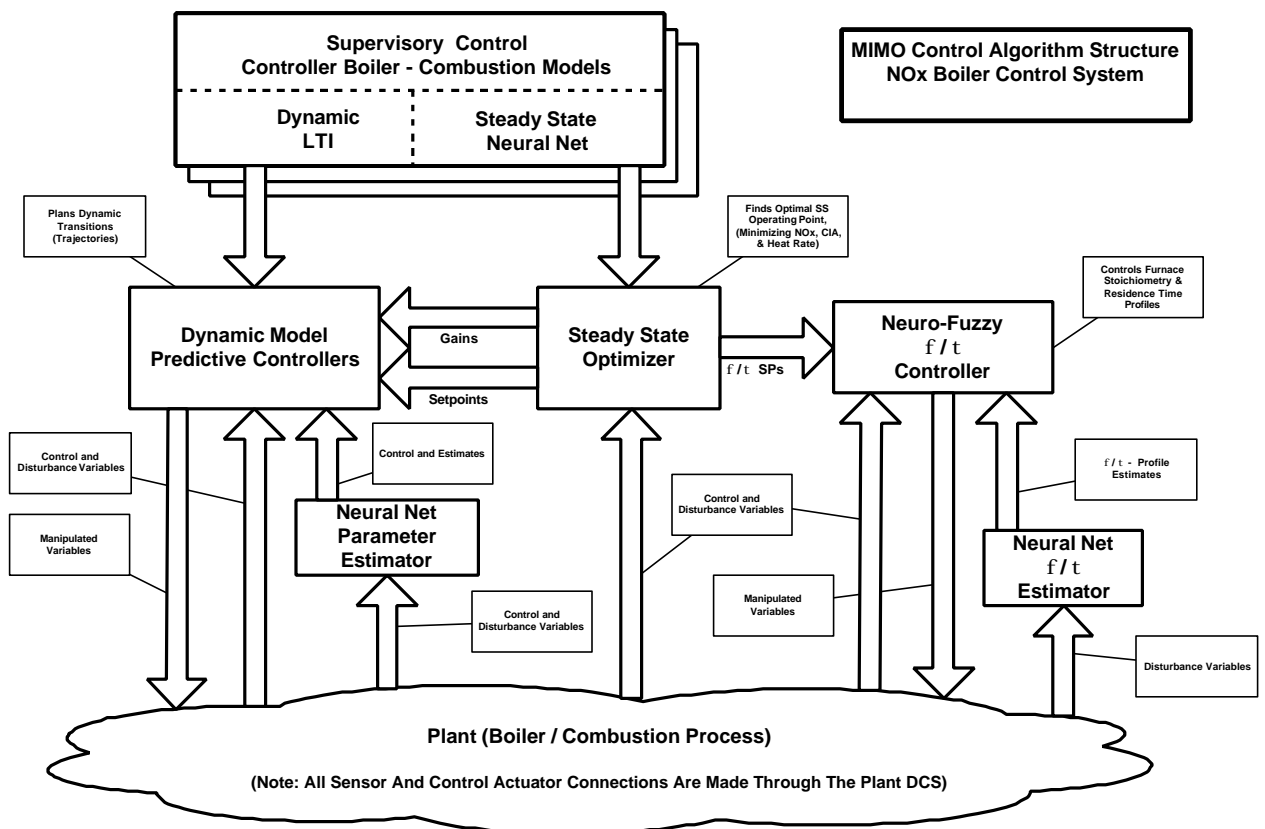 Supervisory Control
Controller Boiler - Combustion Models
Dynamic
LTI
Steady State
Neural Net
MIMO Control Algorithm Structure
NOx Boiler Control System
Plans Dynamic
Transitions
(Trajectories)
Finds Optimal SS
Operating Point,
(Minimizing NOx, CIA,
& Heat Rate)
Controls Furnace
Stoichiometry &
Residence Time
Profiles
Dynamic Model
Predictive Controllers
Gains
Setpoints
Steady State
Optimizer
f / t SPs
Neuro-Fuzzy
f / t
Controller
Control and
Disturbance Variables
Manipulated
Variables
Control and Estimates
Neural Net
Parameter
Estimator
Control and
Disturbance Variables
Control and
Disturbance Variables
Manipulated
Variables
f / t - Profile
Estimates
Neural Net
f / t
Estimator
Disturbance Variables
Plant (Boiler / Combustion Process)
(Note: All Sensor And Control Actuator Connections Are Made Through The Plant DCS)